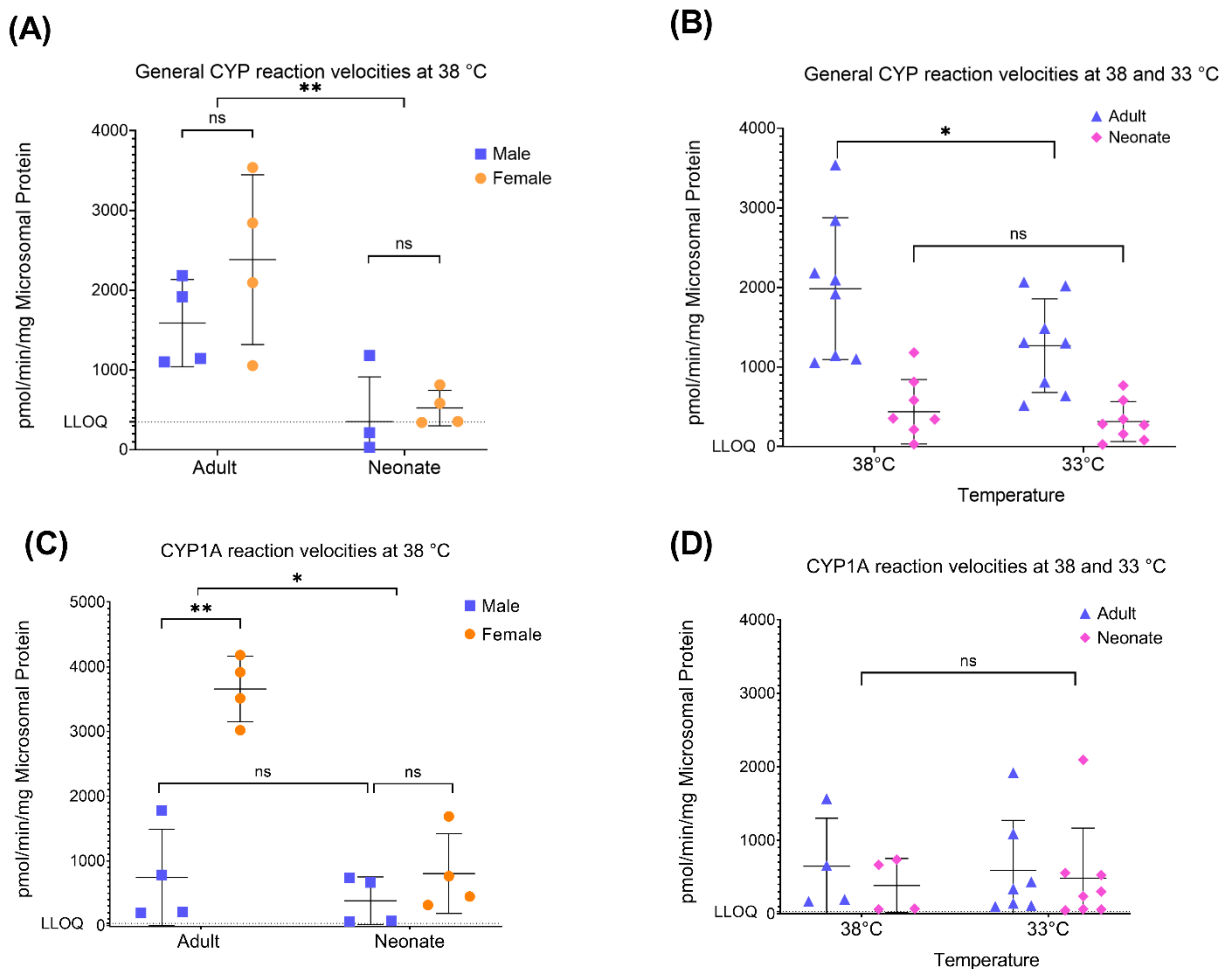 (A)
General CYP reaction velocities at 38 °C
**
ns
ns
Male
Female
pmol/min/mg Microsomal Protein
4000
3000
2000
1000
LLOQ
0
Adult
Neonate
(B)
General CYP reaction velocities at 38 and 33 °C
Adult
Neonate
*
ns
pmol/min/mg Microsomal Protein
4000
3000
2000
1000
LLOQ
0
38°C
33°C
Temperature
(C)
CYP1A reaction velocities at 38 °C
*
**
ns
ns
Male
Female
pmol/min/mg Microsomal Protein
5000
4000
3000
2000
1000
LLOQ
0
Adult
Neonate
(D)
CYP1A reaction velocities at 38 and 33 °C
Adult
Neonate
ns
pmol/min/mg Microsomal Protein
4000
3000
2000
1000
LLOQ
0
38°C
33°C
Temperature